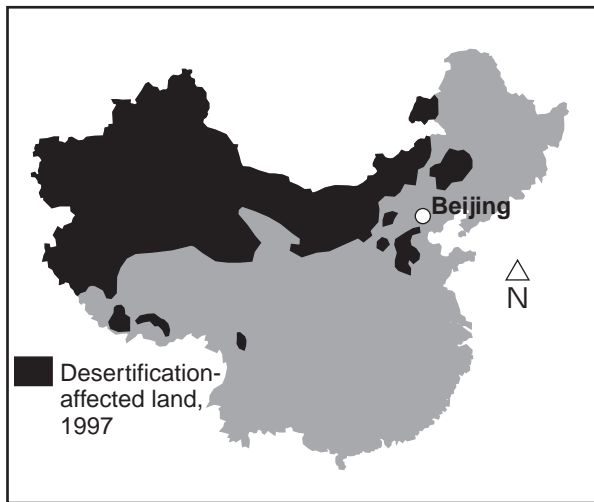 Beijing
N
Desertification-
affected land,
1997